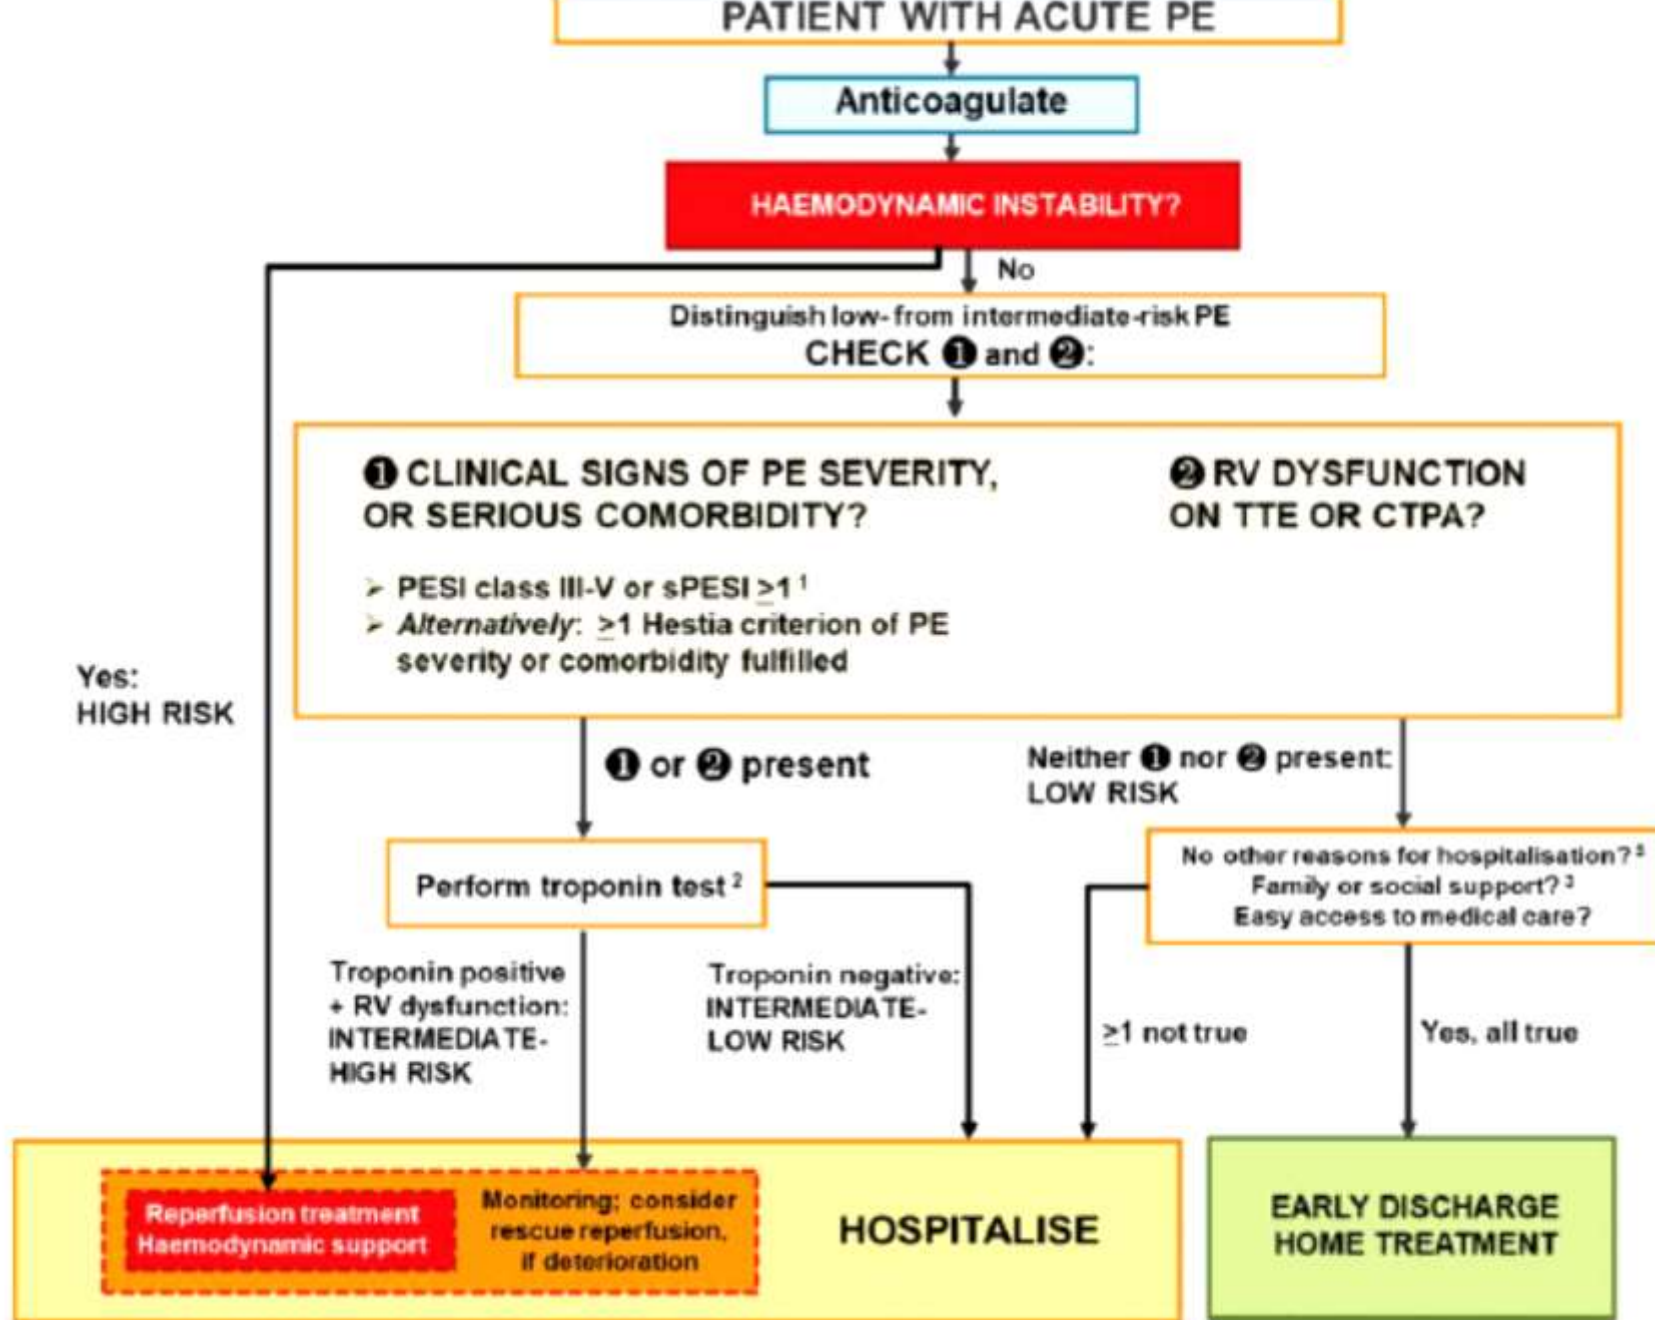 PATIENT WITH ACUTE PE
Anticoagulate
HAEMODYNAMIC INSTABILITY?
No
Distinguish low- from intermediate-risk PE
CHECK ❶ and ❷:
❶ CLINICAL SIGNS OF PE SEVERITY,
OR SERIOUS COMORBIDITY?
➢ PESI class III-V or sPESI ≥1 ¹
➢ Alternatively: ≥1 Hestia criterion of PE
severity or comorbidity fulfilled
❷ RV DYSFUNCTION
ON TTE OR CTPA?
Yes:
HIGH RISK
❶ or ❷ present
Neither ❶ nor ❷ present:
LOW RISK
Perform troponin test ²
No other reasons for hospitalisation? ³
Family or social support? ³
Easy access to medical care?
Troponin positive
+ RV dysfunction:
INTERMEDIATE-
HIGH RISK
Troponin negative:
INTERMEDIATE-
LOW RISK
≥1 not true
Yes, all true
Reperfusion treatment
Haemodynamic support
Monitoring; consider
rescue reperfusion,
if deterioration
HOSPITALISE
EARLY DISCHARGE
HOME TREATMENT